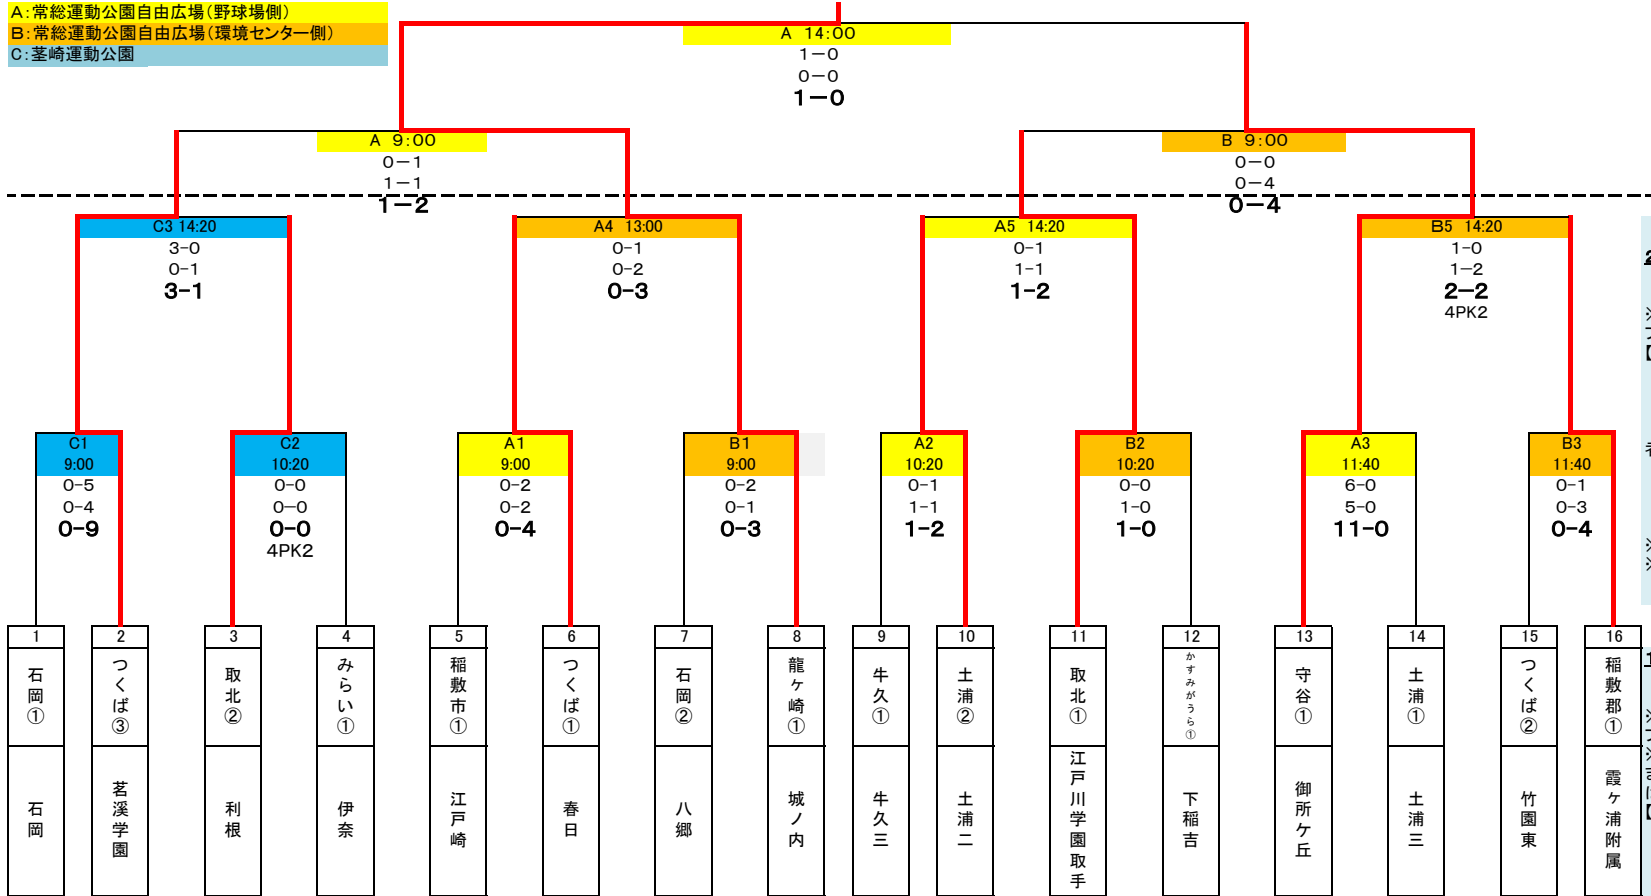 A:常総運動公園自由広場(野球場側)
B:常総運動公園自由広場(環境センター側)
C:茎崎運動公園
A 14:00
1-0
0-0
1-0
A 9:00
0-1
1-1
1-2
B 9:00
0-0
0-4
0-4
C3 14:20
3-0
0-1
3-1
A4 13:00
0-1
0-2
0-3
A5 14:20
0-1
1-1
1-2
B5 14:20
1-0
1-2
2-2
4PK2
C1
9:00
0-5
0-4
0-9
C2
10:20
0-0
0-0
0-0
4PK2
A1
9:00
0-2
0-2
0-4
B1
9:00
0-2
0-1
0-3
A2
10:20
0-1
1-1
1-2
B2
10:20
0-0
1-0
1-0
A3
11:40
6-0
5-0
11-0
B3
11:40
0-1
0-3
0-4
1
石岡①
石岡
2
つくば③
茗溪学園
3
取北②
利根
4
みらい①
伊奈
5
稲敷市①
江戸崎
6
つくば①
春日
7
石岡②
八郷
8
龍ヶ崎①
城ノ内
9
牛久①
牛久三
10
土浦②
土浦二
11
取北①
江戸川学園取手
12
かすみがうら①
下稲吉
13
守谷①
御所ケ丘
14
土浦①
土浦三
15
つくば②
竹園東
16
稲敷郡①
霞ヶ浦附属